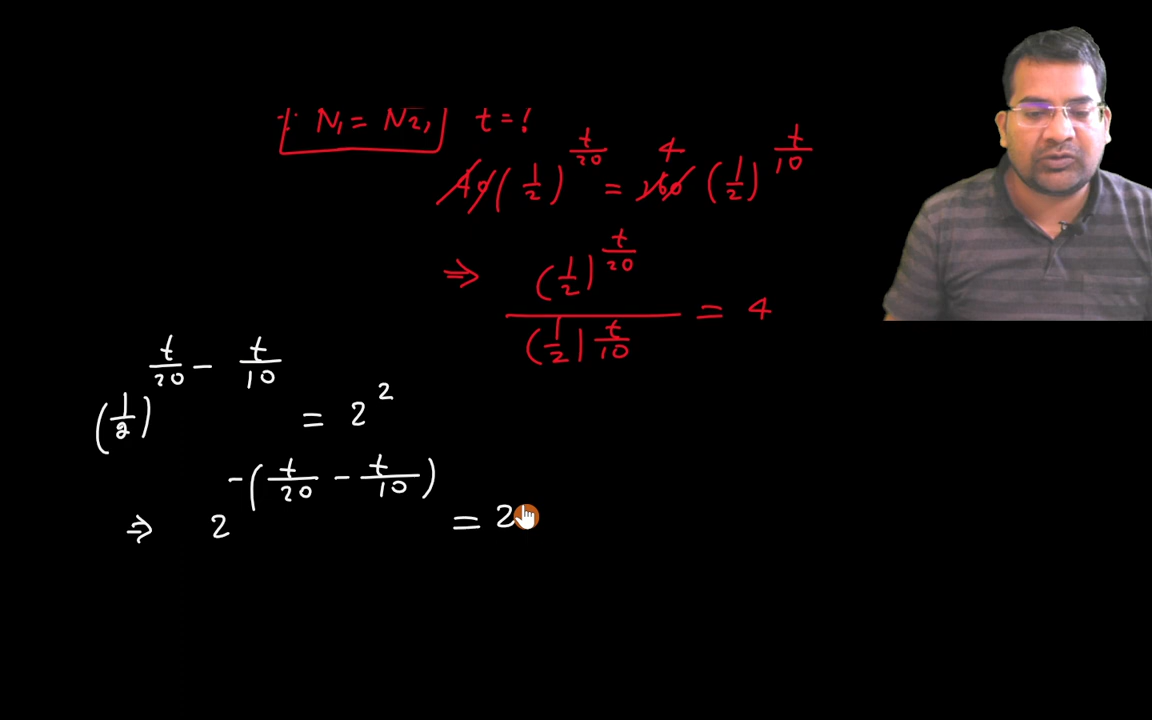 ∵ N₁ = N₂, t = ?
40 (1/2)^(t/20) = 160 4 (1/2)^(t/10)
⇒ (1/2)^(t/20) / (1/2)^(t/10) = 4
(1/2)^(t/20 - t/10) = 2²
⇒ 2^(-(t/20 - t/10)) = 2